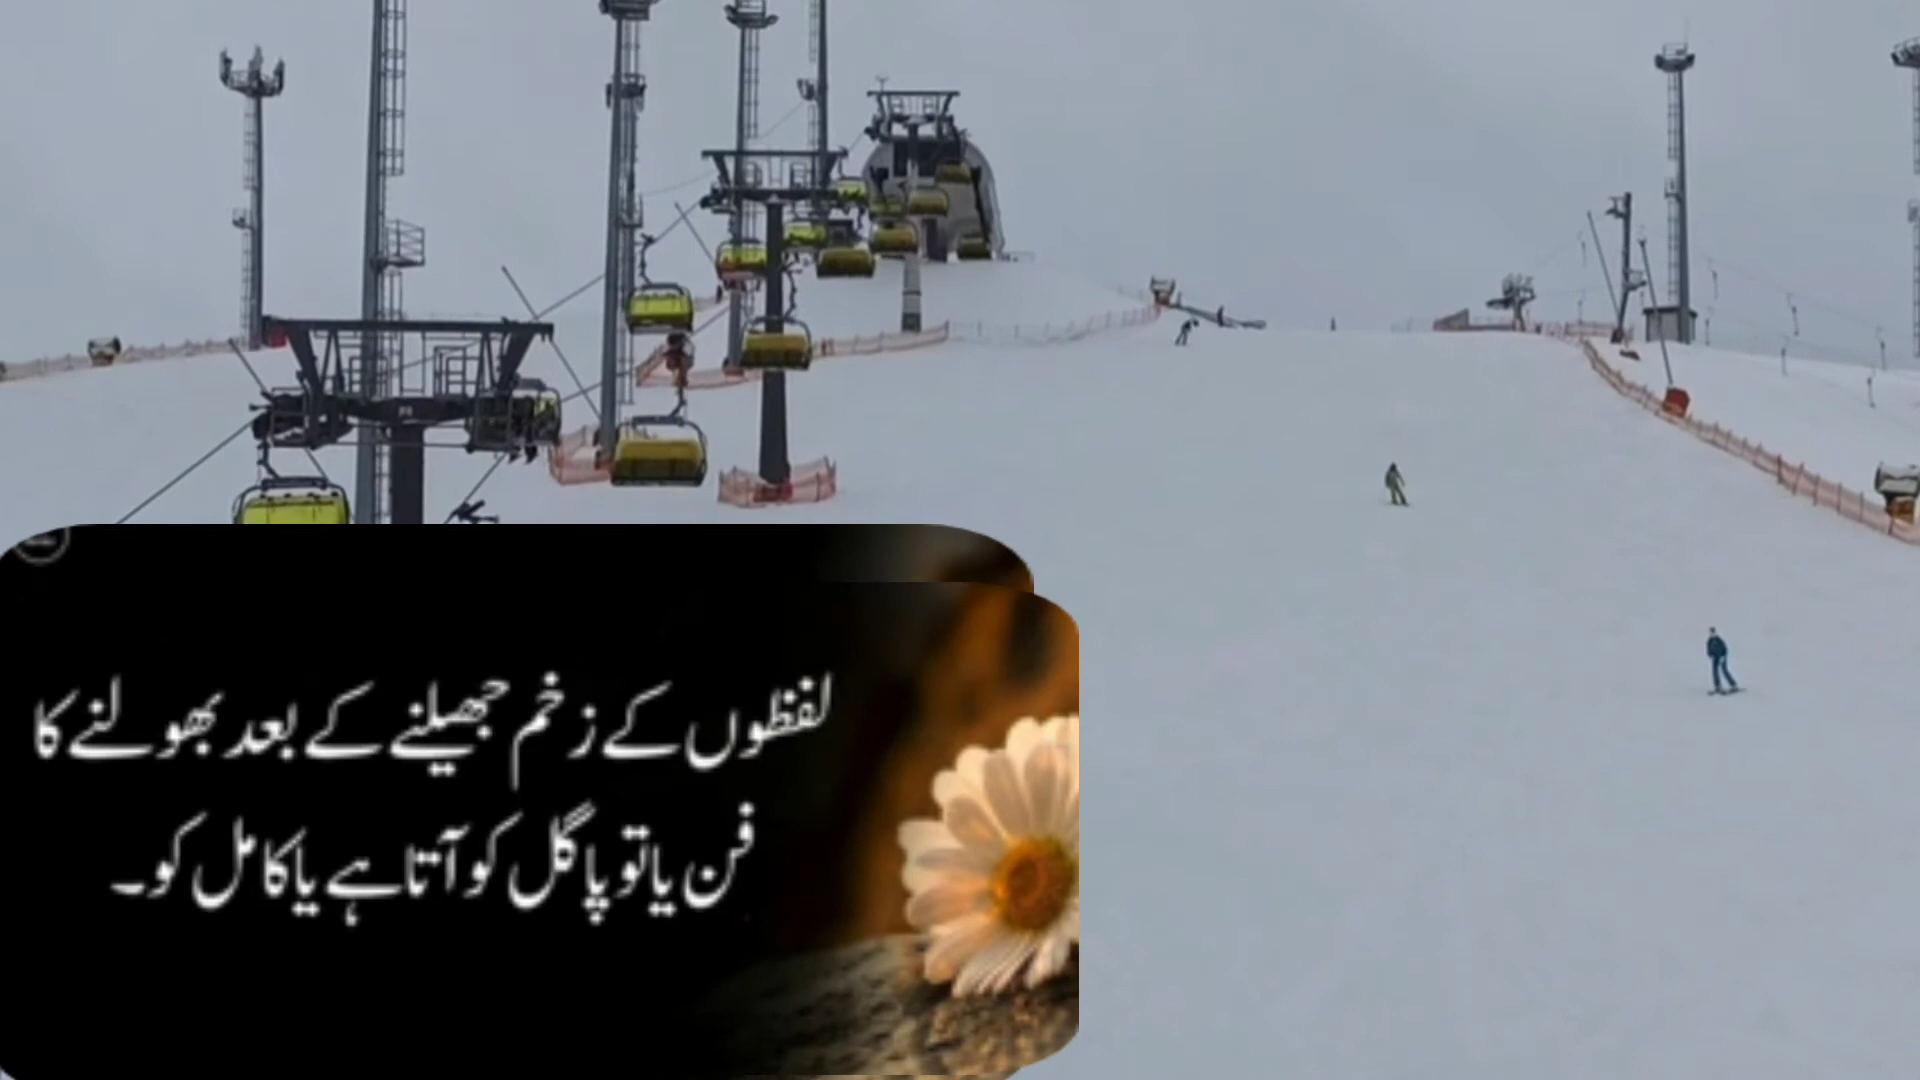 لفظوں کے زخم جھیلنے کے بعد بھولنے کا
فن یا تو پاگل کو آتا ہے یا کامل کو۔